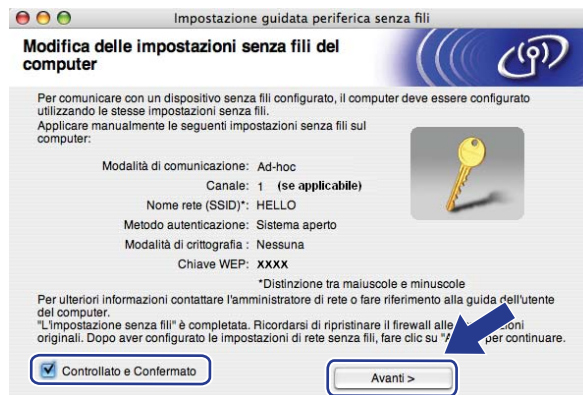 Impostazione guidata periferica senza fili
Modifica delle impostazioni senza fili del
computer
Per comunicare con un dispositivo senza fili configurato, il computer deve essere configurato
utilizzando le stesse impostazioni senza fili.
Applicare manualmente le seguenti impostazioni senza fili sul
computer:
Modalità di comunicazione: Ad-hoc
Canale: 1 (se applicabile)
Nome rete (SSID)*: HELLO
Metodo autenticazione: Sistema aperto
Modalità di crittografia : Nessuna
Chiave WEP: XXXX
*Distinzione tra maiuscole e minuscole
Per ulteriori informazioni contattare l'amministratore di rete o fare riferimento alla guida dell'utente
del computer.
"L'impostazione senza fili" è completata. Ricordarsi di ripristinare il firewall alle
originali. Dopo aver configurato le impostazioni di rete senza fili, fare clic su per continuare.
Controllato e Confermato
Avanti >